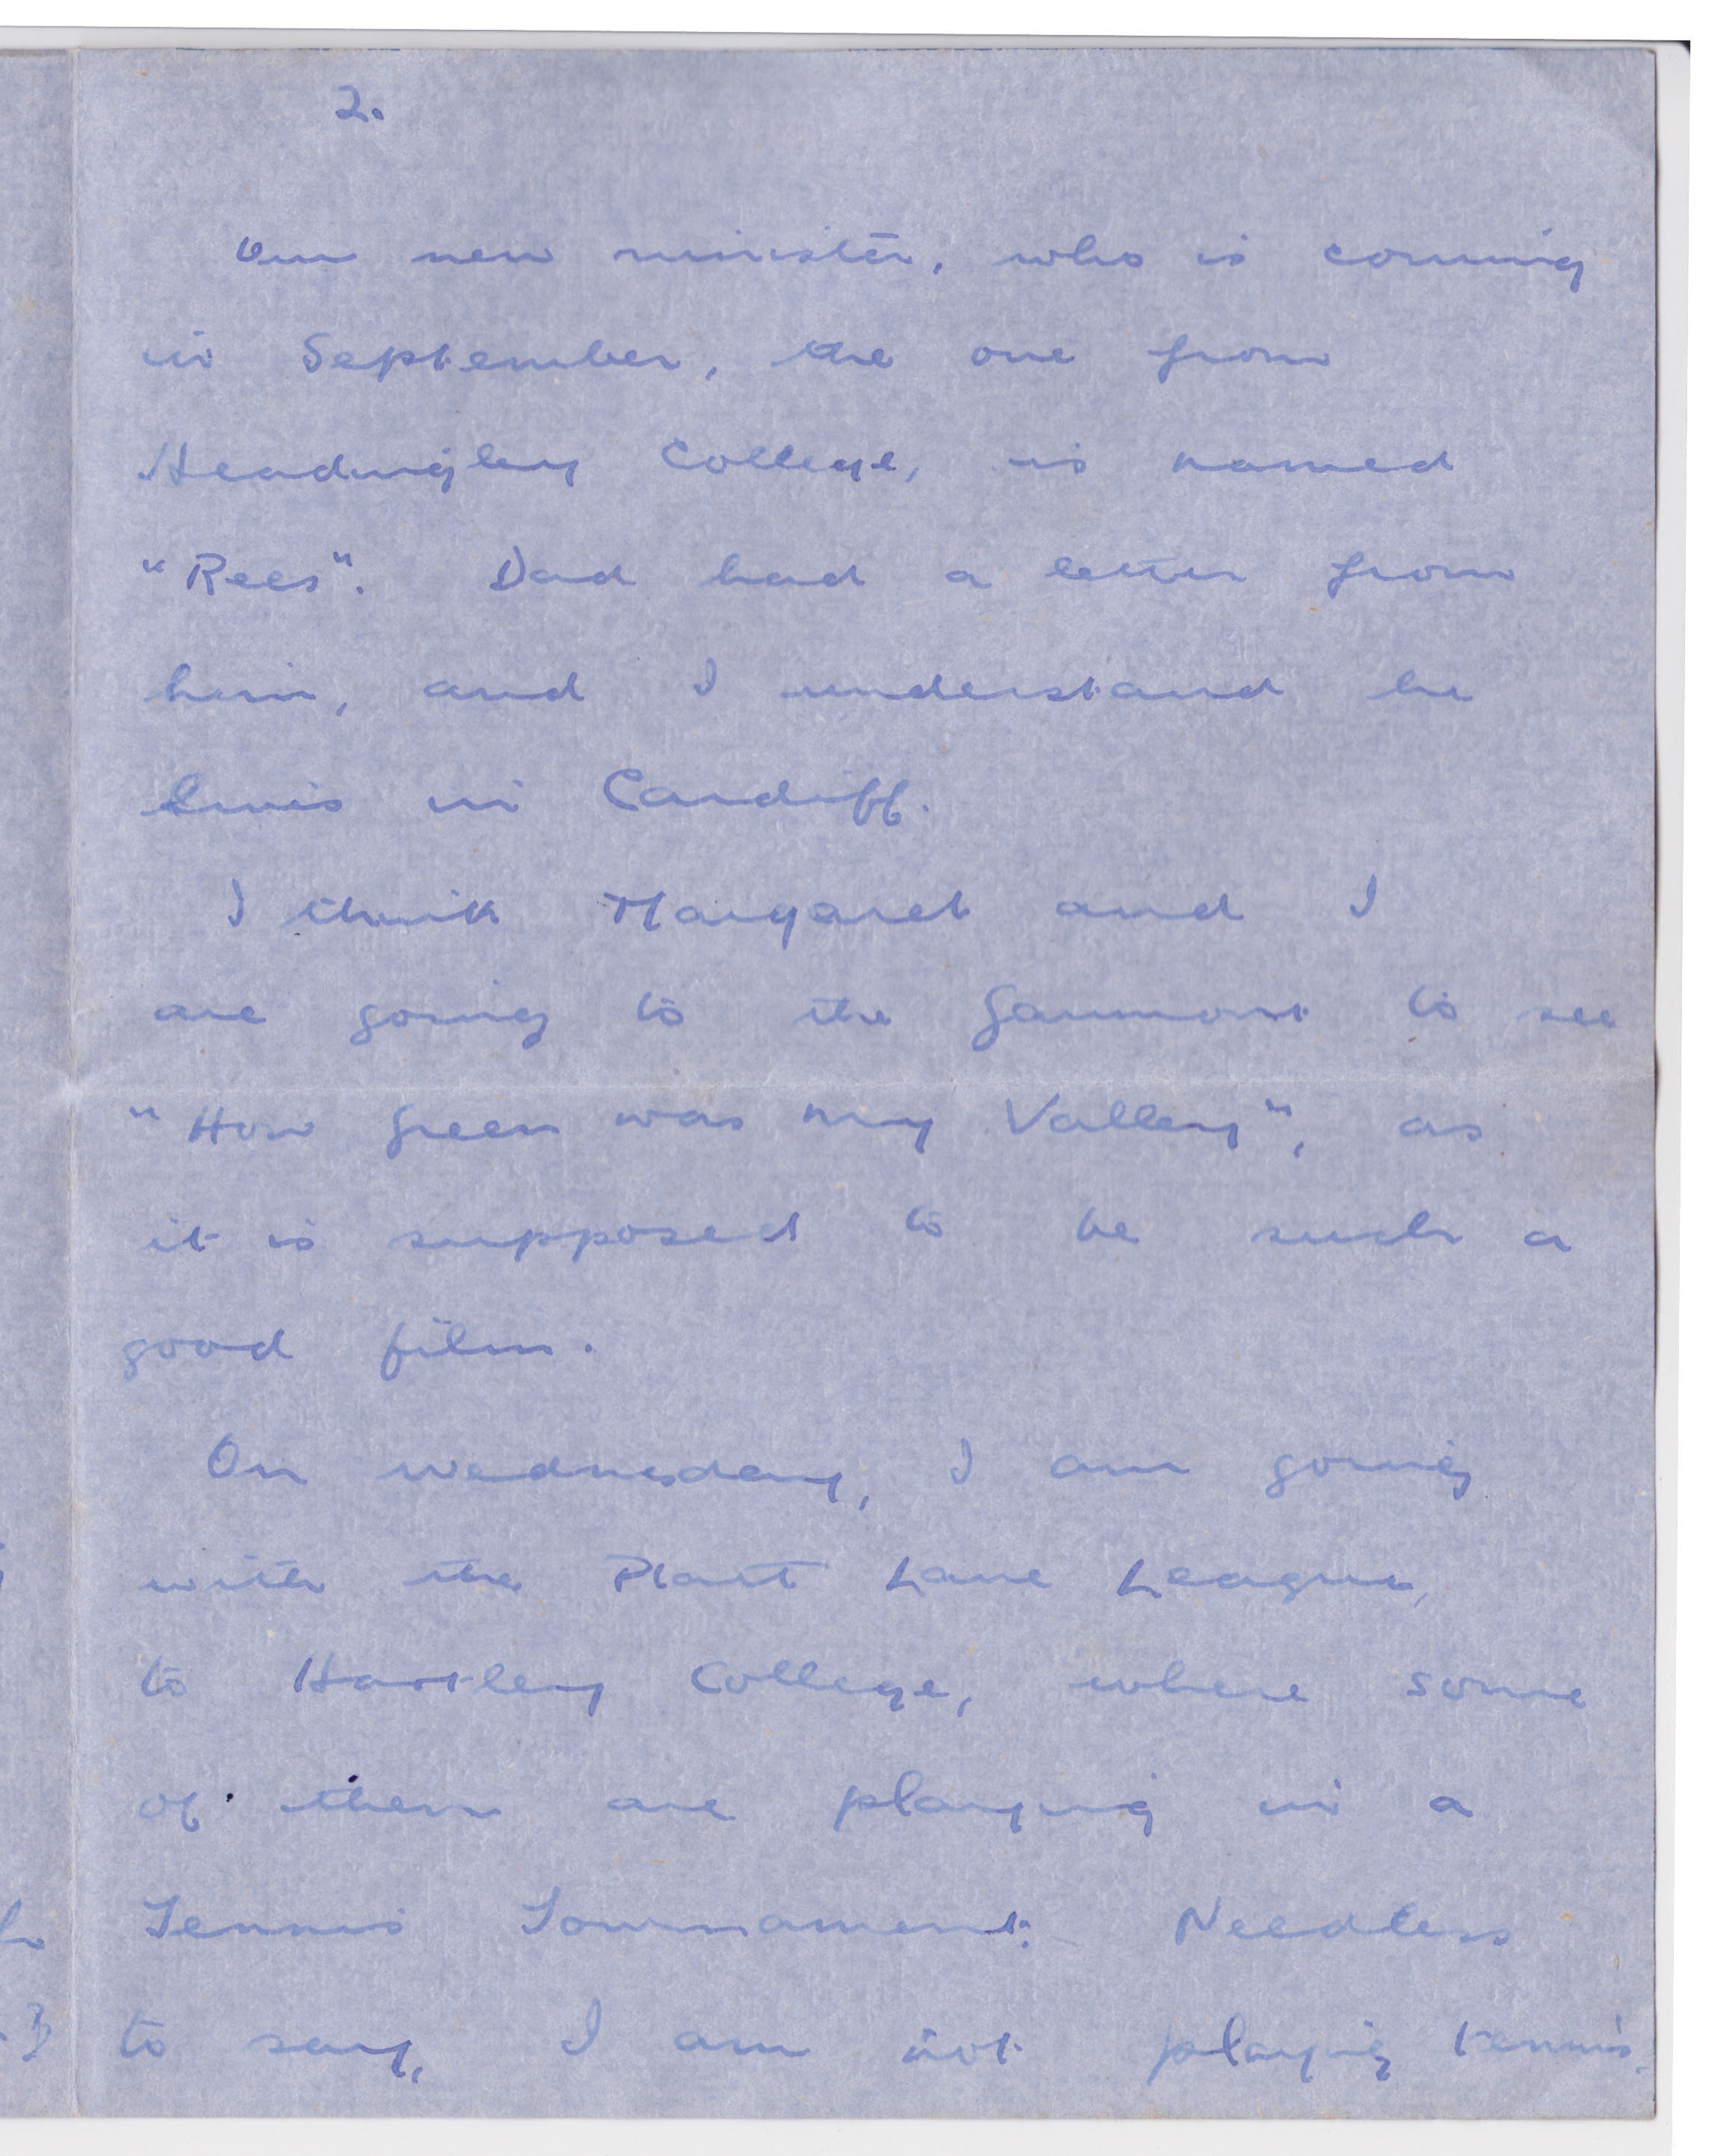 2.
Our new minister, who is coming
in September, the one from
Headingley College, is named
"Rees". Dad had a letter from
him, and I understand he
lives in Cardiff.
I think Margaret and I
are going to the Gaumont to see
"How Green was my Valley", as
it is supposed to be such a
good film.
On Wednesday, I am going
with the Platt Lane League,
to Hartley College, where some
of them are playing in a
Tennis Tournament. Needless
to say, I am not playing tennis.